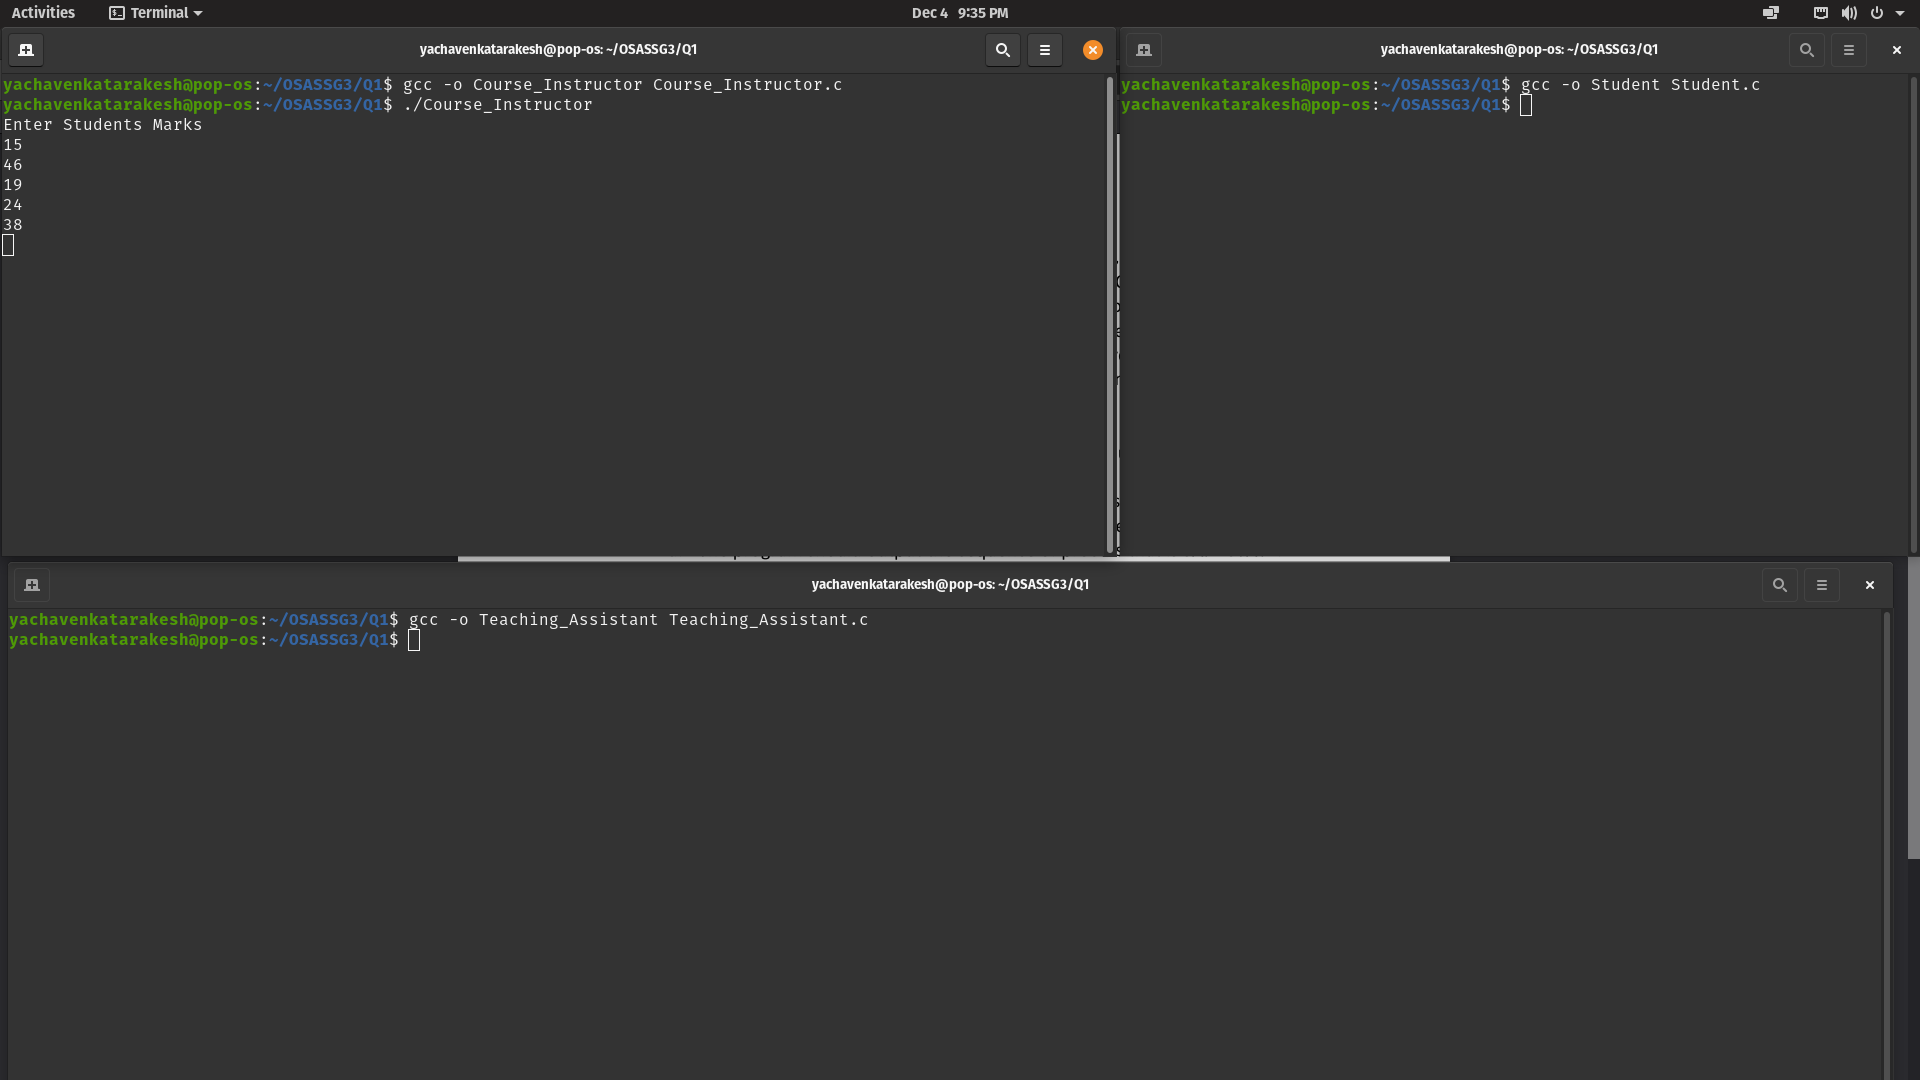 Activities Terminal Dec 4 9:35 PM
yachavenkatarakesh@pop-os: ~/OSASSG3/Q1
yachavenkatarakesh@pop-os:~/OSASSG3/Q1$ gcc -o Course_Instructor Course_Instructor.c
yachavenkatarakesh@pop-os:~/OSASSG3/Q1$ ./Course_Instructor
Enter Students Marks
15
46
19
24
38
yachavenkatarakesh@pop-os: ~/OSASSG3/Q1
yachavenkatarakesh@pop-os:~/OSASSG3/Q1$ gcc -o Student Student.c
yachavenkatarakesh@pop-os:~/OSASSG3/Q1$
yachavenkatarakesh@pop-os: ~/OSASSG3/Q1
yachavenkatarakesh@pop-os:~/OSASSG3/Q1$ gcc -o Teaching_Assistant Teaching_Assistant.c
yachavenkatarakesh@pop-os:~/OSASSG3/Q1$